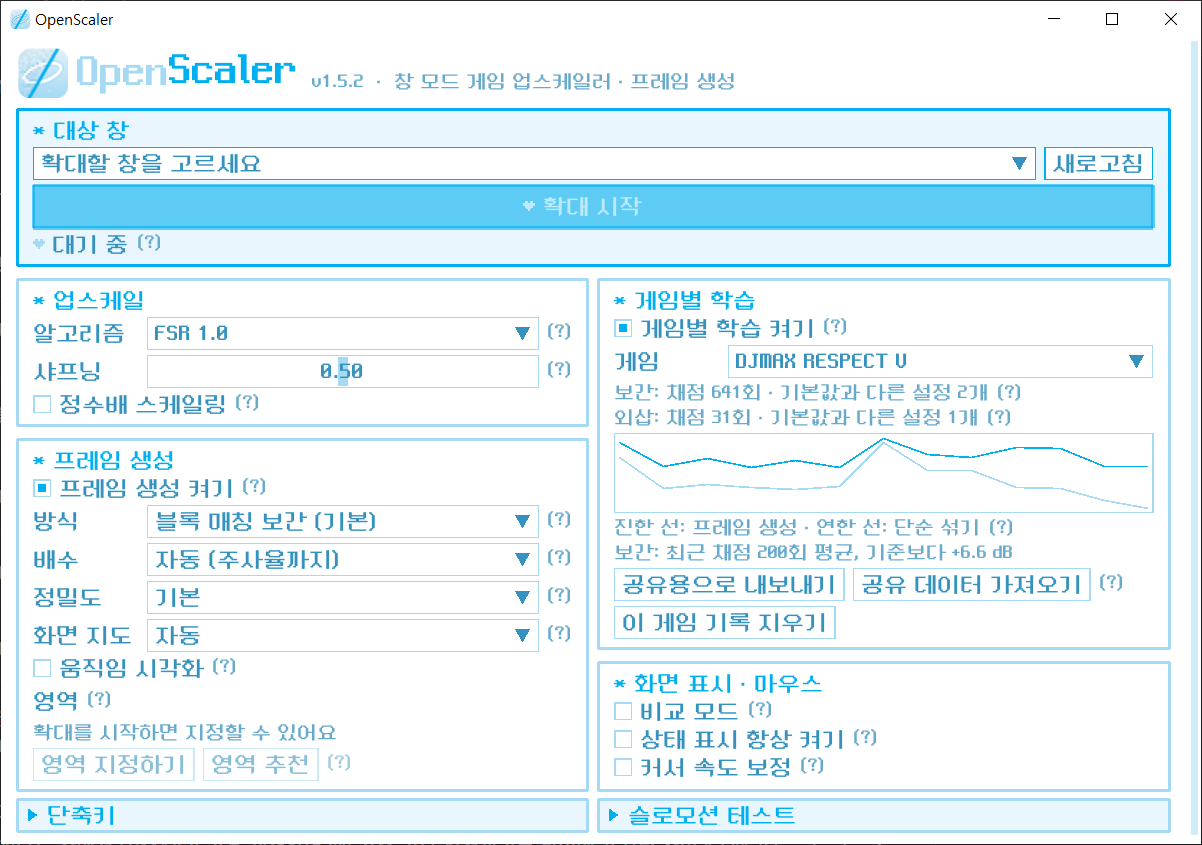 OpenScaler
OpenScaler v1.5.2 · 창 모드 게임 업스케일러 · 프레임 생성
* 대상 창
확대할 창을 고르세요 ▼ 새로고침
♥ 확대 시작
♥ 대기 중 (?)
* 업스케일
알고리즘 FSR 1.0 ▼ (?)
샤프닝 0.50 (?)
정수배 스케일링 (?)
* 프레임 생성
프레임 생성 켜기 (?)
방식 블록 매칭 보간 (기본) ▼ (?)
배수 자동 (주사율까지) ▼ (?)
정밀도 기본 ▼ (?)
화면 지도 자동 ▼ (?)
움직임 시각화 (?)
영역 (?)
확대를 시작하면 지정할 수 있어요
영역 지정하기 영역 추천 (?)
▶ 단축키
* 게임별 학습
게임별 학습 켜기 (?)
게임 DJMAX RESPECT V ▼
보간: 채점 641회 · 기본값과 다른 설정 2개 (?)
외삽: 채점 31회 · 기본값과 다른 설정 1개 (?)
진한 선: 프레임 생성 · 연한 선: 단순 섞기 (?)
보간: 최근 채점 200회 평균, 기준보다 +6.6 dB
공유용으로 내보내기 공유 데이터 가져오기 (?)
이 게임 기록 지우기
* 화면 표시 · 마우스
비교 모드 (?)
상태 표시 항상 켜기 (?)
커서 속도 보정 (?)
▶ 슬로모션 테스트